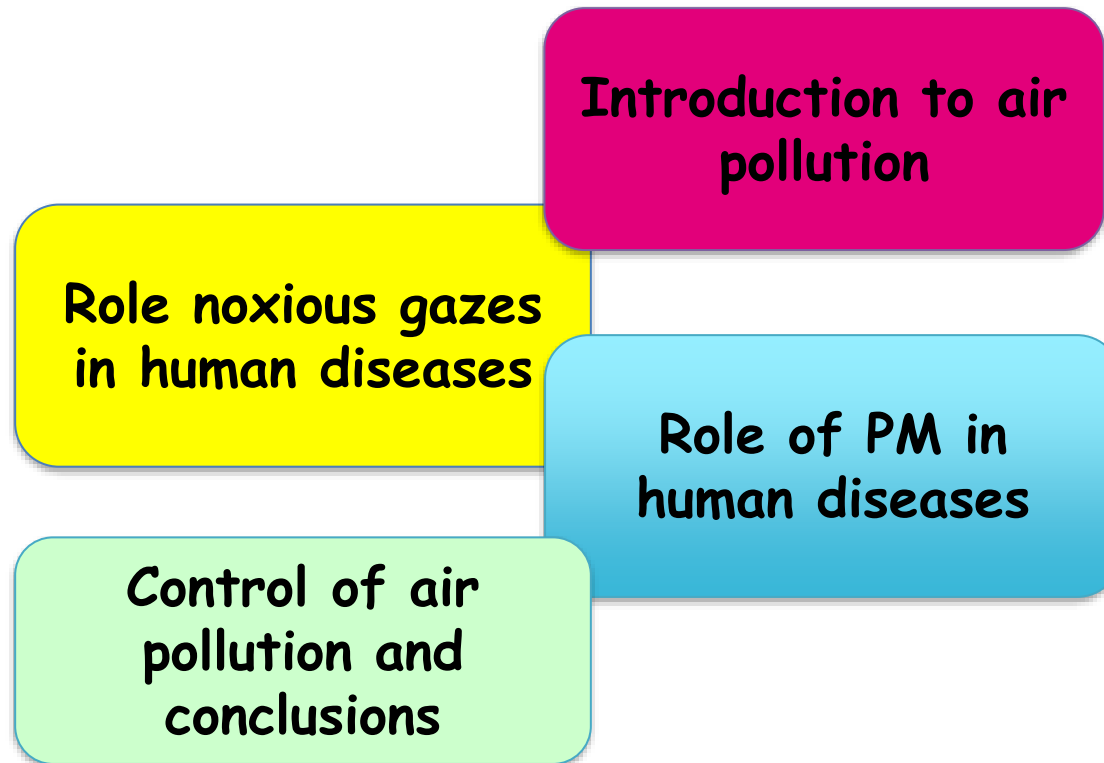 Introduction to air
pollution
Role noxious gazes
in human diseases
Role of PM in
human diseases
Control of air
pollution and
conclusions